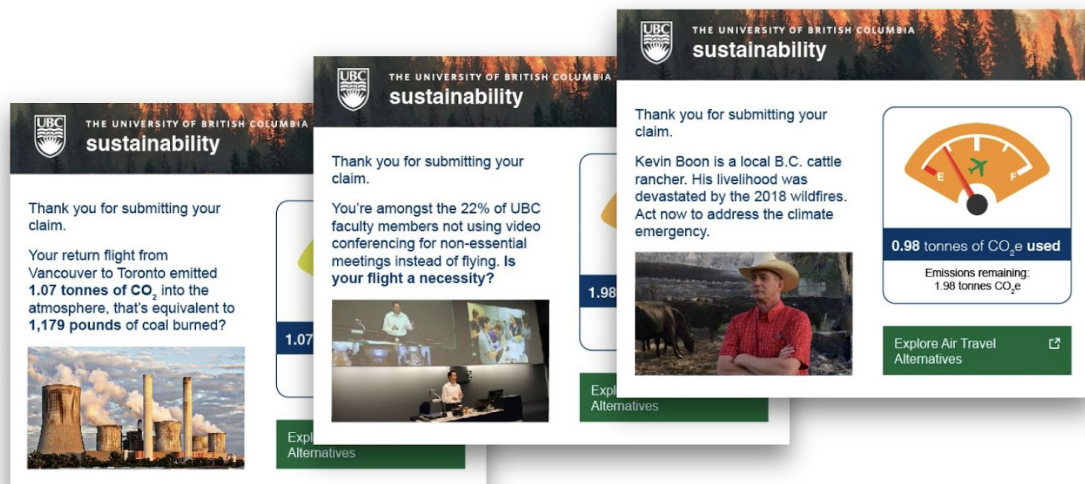 UBC
THE UNIVERSITY OF BRITISH COLUMBIA
sustainability
Thank you for submitting your
claim.
Your return flight from
Vancouver to Toronto emitted
1.07 tonnes of CO₂ into the
atmosphere, that's equivalent to
1,179 pounds of coal burned?
1.07
Expl
Alternatives
UBC
THE UNIVERSITY OF BRITISH COLUMBIA
sustainability
Thank you for submitting your
claim.
You're amongst the 22% of UBC
faculty members not using video
conferencing for non-essential
meetings instead of flying. Is
your flight a necessity?
1.98
Expl
Alternatives
UBC
THE UNIVERSITY OF BRITISH COLUMBIA
sustainability
Thank you for submitting your
claim.
Kevin Boon is a local B.C. cattle
rancher. His livelihood was
devastated by the 2018 wildfires.
Act now to address the climate
emergency.
E F
0.98 tonnes of CO₂e used
Emissions remaining:
1.98 tonnes CO₂e
Explore Air Travel
Alternatives